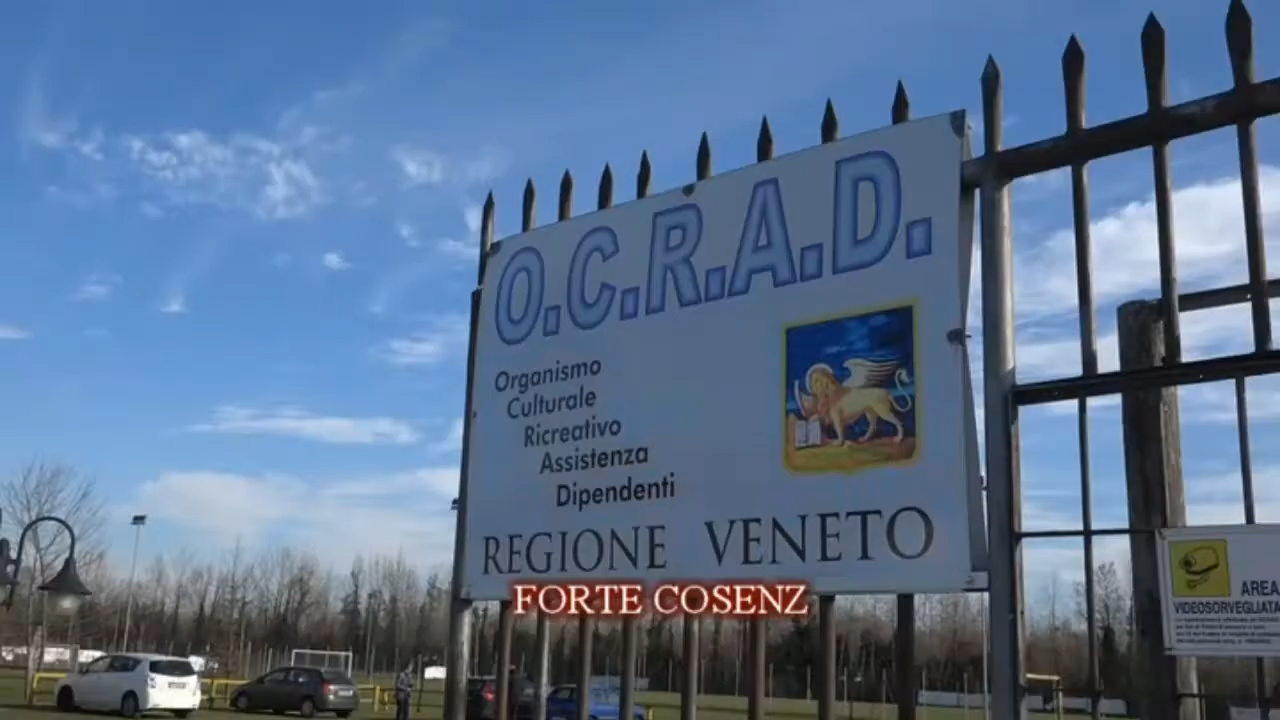 O.C.R.A.D.
Organismo
Culturale
Ricreativo
Assistenza
Dipendenti
REGIONE VENETO
FORTE COSENZ
AREA
VIDEOSORVEGLIATA